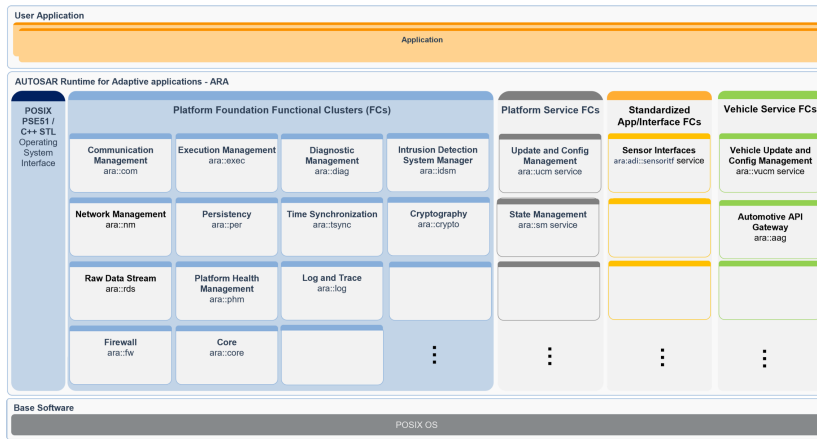 User Application
Application
AUTOSAR Runtime for Adaptive applications - ARA
POSIX
PSE51 /
C++ STL
Operating
System
Interface
Platform Foundation Functional Clusters (FCs)
Communication
Management
ara::com
Execution Management
ara::exec
Diagnostic
Management
ara::diag
Intrusion Detection
System Manager
ara::idsm
Network Management
ara::nm
Persistency
ara::per
Time Synchronization
ara::tsync
Cryptography
ara::crypto
Raw Data Stream
ara::rds
Platform Health
Management
ara::phm
Log and Trace
ara::log
Firewall
ara::fw
Core
ara::core
Platform Service FCs
Update and Config
Management
ara::ucm service
State Management
ara::sm service
Standardized
App/Interface FCs
Sensor Interfaces
ara:adi::sensoritf service
Vehicle Service FCs
Vehicle Update and
Config Management
ara::vucm service
Automotive API
Gateway
ara::aag
Base Software
POSIX OS